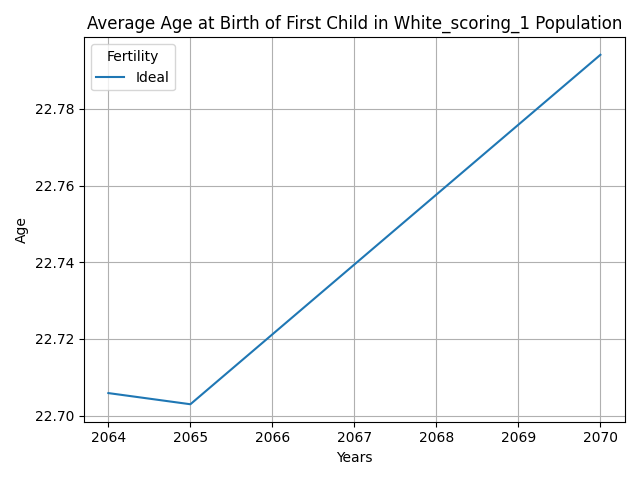 Average Age at Birth of First Child in White_scoring_1 Population
Fertility
Ideal
Age
22.78
22.76
22.74
22.72
22.70
2064 2065 2066 2067 2068 2069 2070
Years